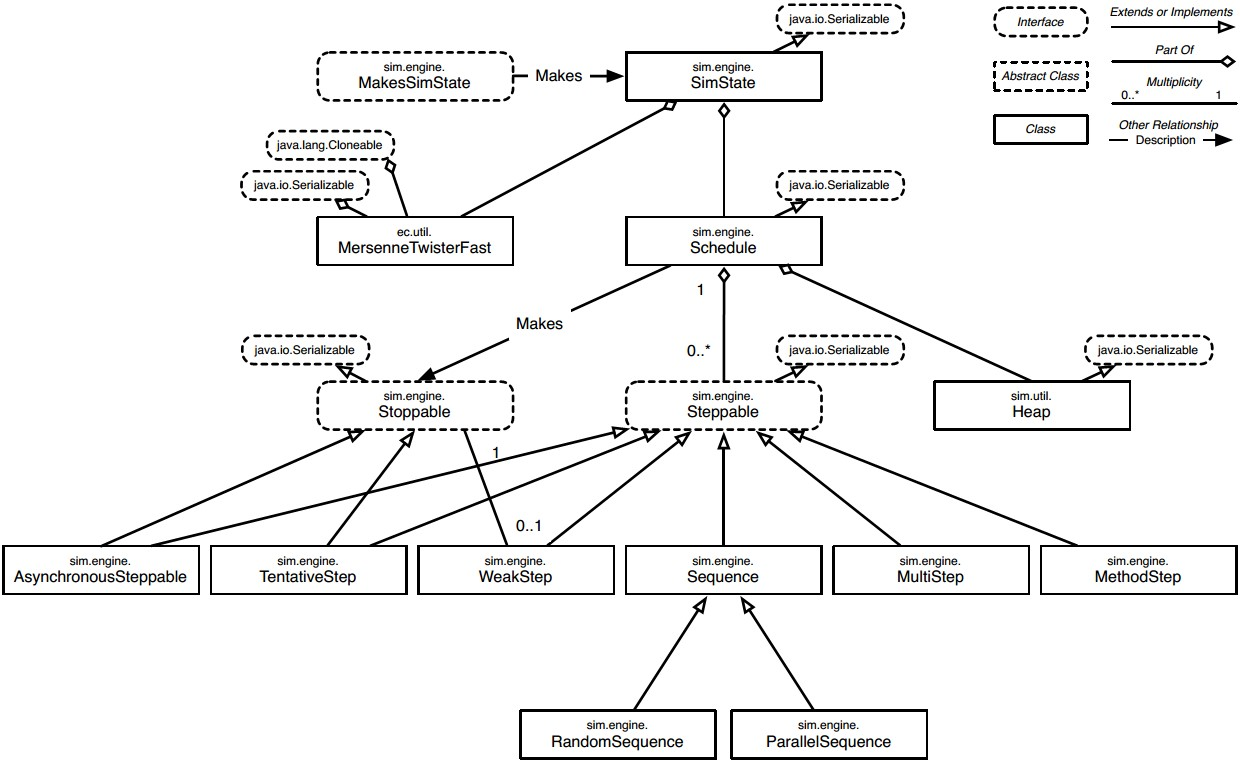 java.io.Serializable
Interface
Extends or Implements
sim.engine.
MakesSimState
Makes
sim.engine.
SimState
Abstract Class
Part Of
Multiplicity
0..*
1
Class
Other Relationship
Description
java.lang.Cloneable
java.io.Serializable
java.io.Serializable
ec.util.
MersenneTwisterFast
sim.engine.
Schedule
1
Makes
0..*
java.io.Serializable
java.io.Serializable
java.io.Serializable
sim.engine.
Stoppable
sim.engine.
Steppable
sim.util.
Heap
1
0..1
sim.engine.
AsynchronousSteppable
sim.engine.
TentativeStep
sim.engine.
WeakStep
sim.engine.
Sequence
sim.engine.
MultiStep
sim.engine.
MethodStep
sim.engine.
RandomSequence
sim.engine.
ParallelSequence